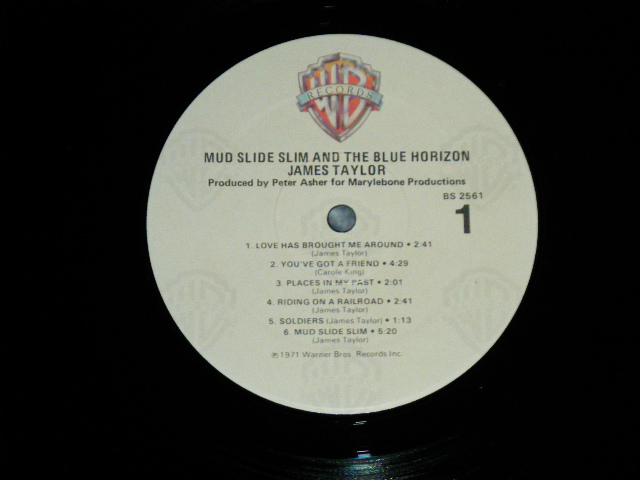 WB
RECORDS
MUD SLIDE SLIM AND THE BLUE HORIZON
JAMES TAYLOR
Produced by Peter Asher for Marylebone Productions
BS 2561
1
1. LOVE HAS BROUGHT ME AROUND • 2:41
(James Taylor)
2. YOU'VE GOT A FRIEND • 4:29
(Carole King)
3. PLACES IN MY PAST • 2:01
(James Taylor)
4. RIDING ON A RAILROAD • 2:41
(James Taylor)
5. SOLDIERS (James Taylor) • 1:13
6. MUD SLIDE SLIM • 5:20
(James Taylor)
℗ 1971 Warner Bros. Records Inc.